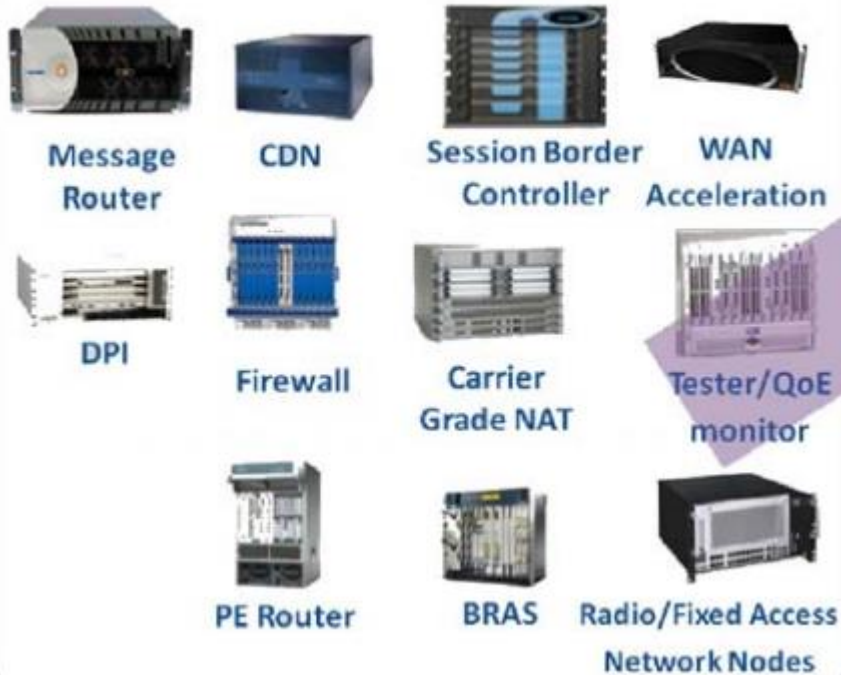 Message
Router
CDN
Session Border
Controller
WAN
Acceleration
DPI
Firewall
Carrier
Grade NAT
Tester/QoE
monitor
PE Router
BRAS
Radio/Fixed Access
Network Nodes